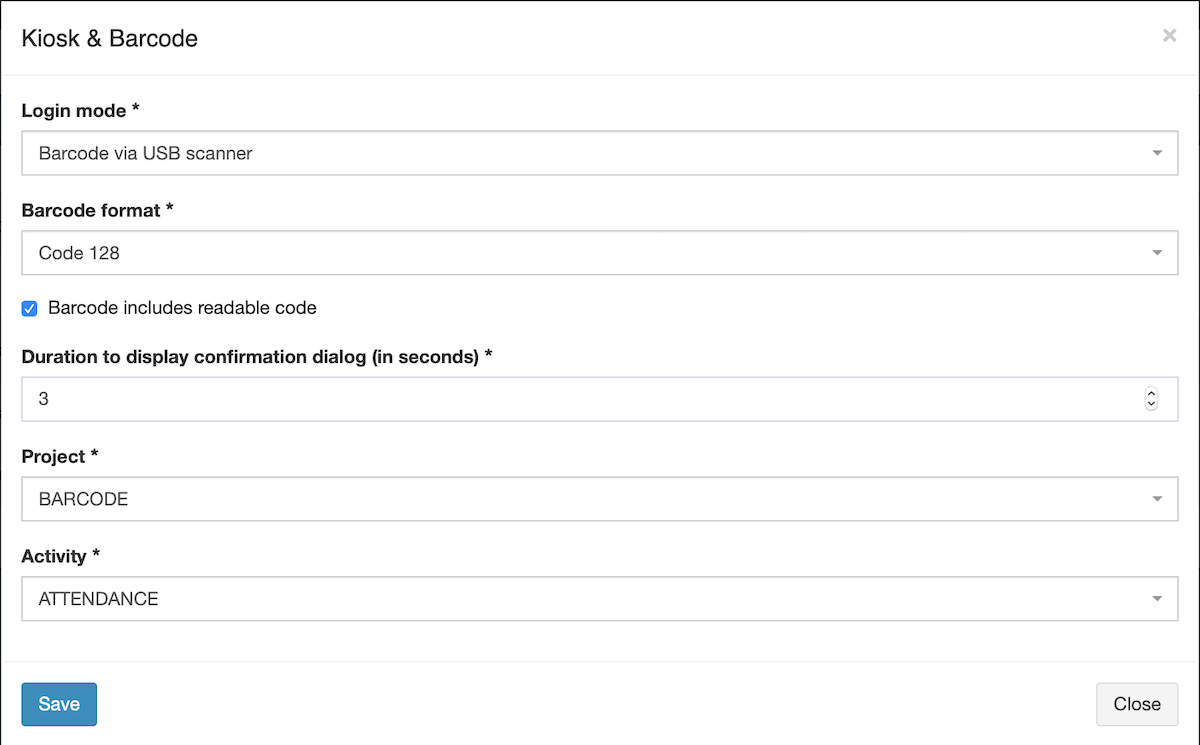 Kiosk & Barcode
×
Login mode *
Barcode via USB scanner
Barcode format *
Code 128
Barcode includes readable code
Duration to display confirmation dialog (in seconds) *
3
Project *
BARCODE
Activity *
ATTENDANCE
Save
Close